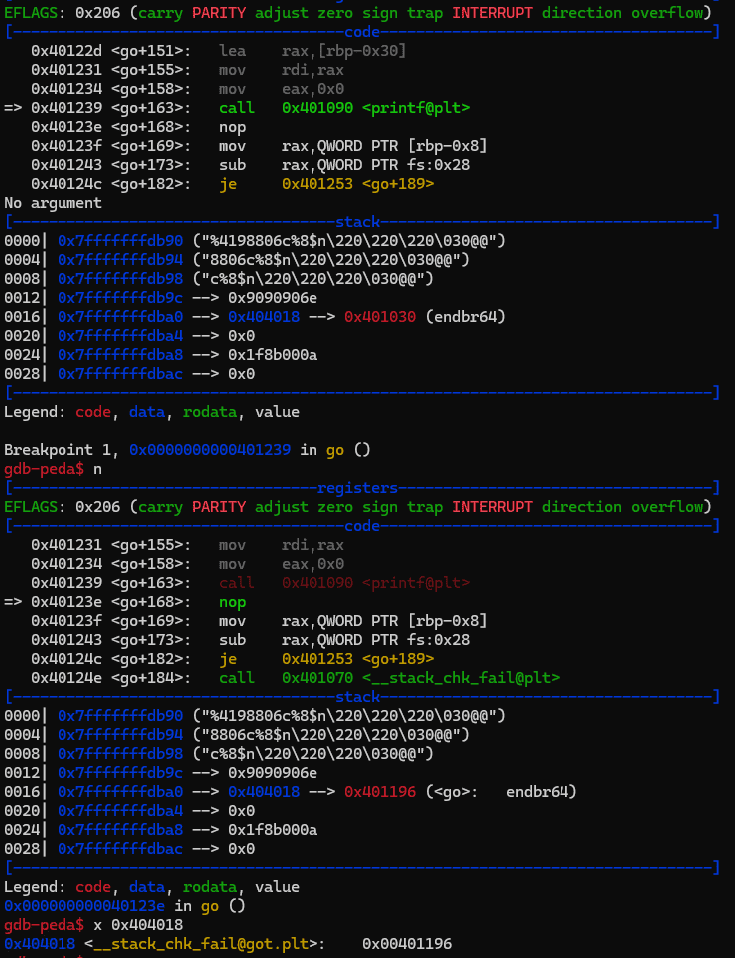 EFLAGS: 0x206 (carry PARITY adjust zero sign trap INTERRUPT direction overflow)
[-------------------------------------code-------------------------------------]
   0x40122d <go+151>:	lea    rax,[rbp-0x30]
   0x401231 <go+155>:	mov    rdi,rax
   0x401234 <go+158>:	mov    eax,0x0
=> 0x401239 <go+163>:	call   0x401090 <printf@plt>
   0x40123e <go+168>:	nop
   0x40123f <go+169>:	mov    rax,QWORD PTR [rbp-0x8]
   0x401243 <go+173>:	sub    rax,QWORD PTR fs:0x28
   0x40124c <go+182>:	je     0x401253 <go+189>
No argument
[------------------------------------stack-------------------------------------]
0000| 0x7fffffffdb90 ("%4198806c%8$n\220\220\220\030@@")
0004| 0x7fffffffdb94 ("8806c%8$n\220\220\220\030@@")
0008| 0x7fffffffdb98 ("c%8$n\220\220\220\030@@")
0012| 0x7fffffffdb9c --> 0x9090906e
0016| 0x7fffffffdba0 --> 0x404018 --> 0x401030 (endbr64)
0020| 0x7fffffffdba4 --> 0x0
0024| 0x7fffffffdba8 --> 0x1f8b000a
0028| 0x7fffffffdbac --> 0x0
[------------------------------------------------------------------------------]
Legend: code, data, rodata, value

Breakpoint 1, 0x0000000000401239 in go ()
gdb-peda$ n
[----------------------------------registers-----------------------------------]
EFLAGS: 0x206 (carry PARITY adjust zero sign trap INTERRUPT direction overflow)
[-------------------------------------code-------------------------------------]
   0x401231 <go+155>:	mov    rdi,rax
   0x401234 <go+158>:	mov    eax,0x0
   0x401239 <go+163>:	call   0x401090 <printf@plt>
=> 0x40123e <go+168>:	nop
   0x40123f <go+169>:	mov    rax,QWORD PTR [rbp-0x8]
   0x401243 <go+173>:	sub    rax,QWORD PTR fs:0x28
   0x40124c <go+182>:	je     0x401253 <go+189>
   0x40124e <go+184>:	call   0x401070 <__stack_chk_fail@plt>
[------------------------------------stack-------------------------------------]
0000| 0x7fffffffdb90 ("%4198806c%8$n\220\220\220\030@@")
0004| 0x7fffffffdb94 ("8806c%8$n\220\220\220\030@@")
0008| 0x7fffffffdb98 ("c%8$n\220\220\220\030@@")
0012| 0x7fffffffdb9c --> 0x9090906e
0016| 0x7fffffffdba0 --> 0x404018 --> 0x401196 (<go>:	endbr64)
0020| 0x7fffffffdba4 --> 0x0
0024| 0x7fffffffdba8 --> 0x1f8b000a
0028| 0x7fffffffdbac --> 0x0
[------------------------------------------------------------------------------]
Legend: code, data, rodata, value
0x000000000040123e in go ()
gdb-peda$ x 0x404018
0x404018 <__stack_chk_fail@got.plt>:	0x00401196